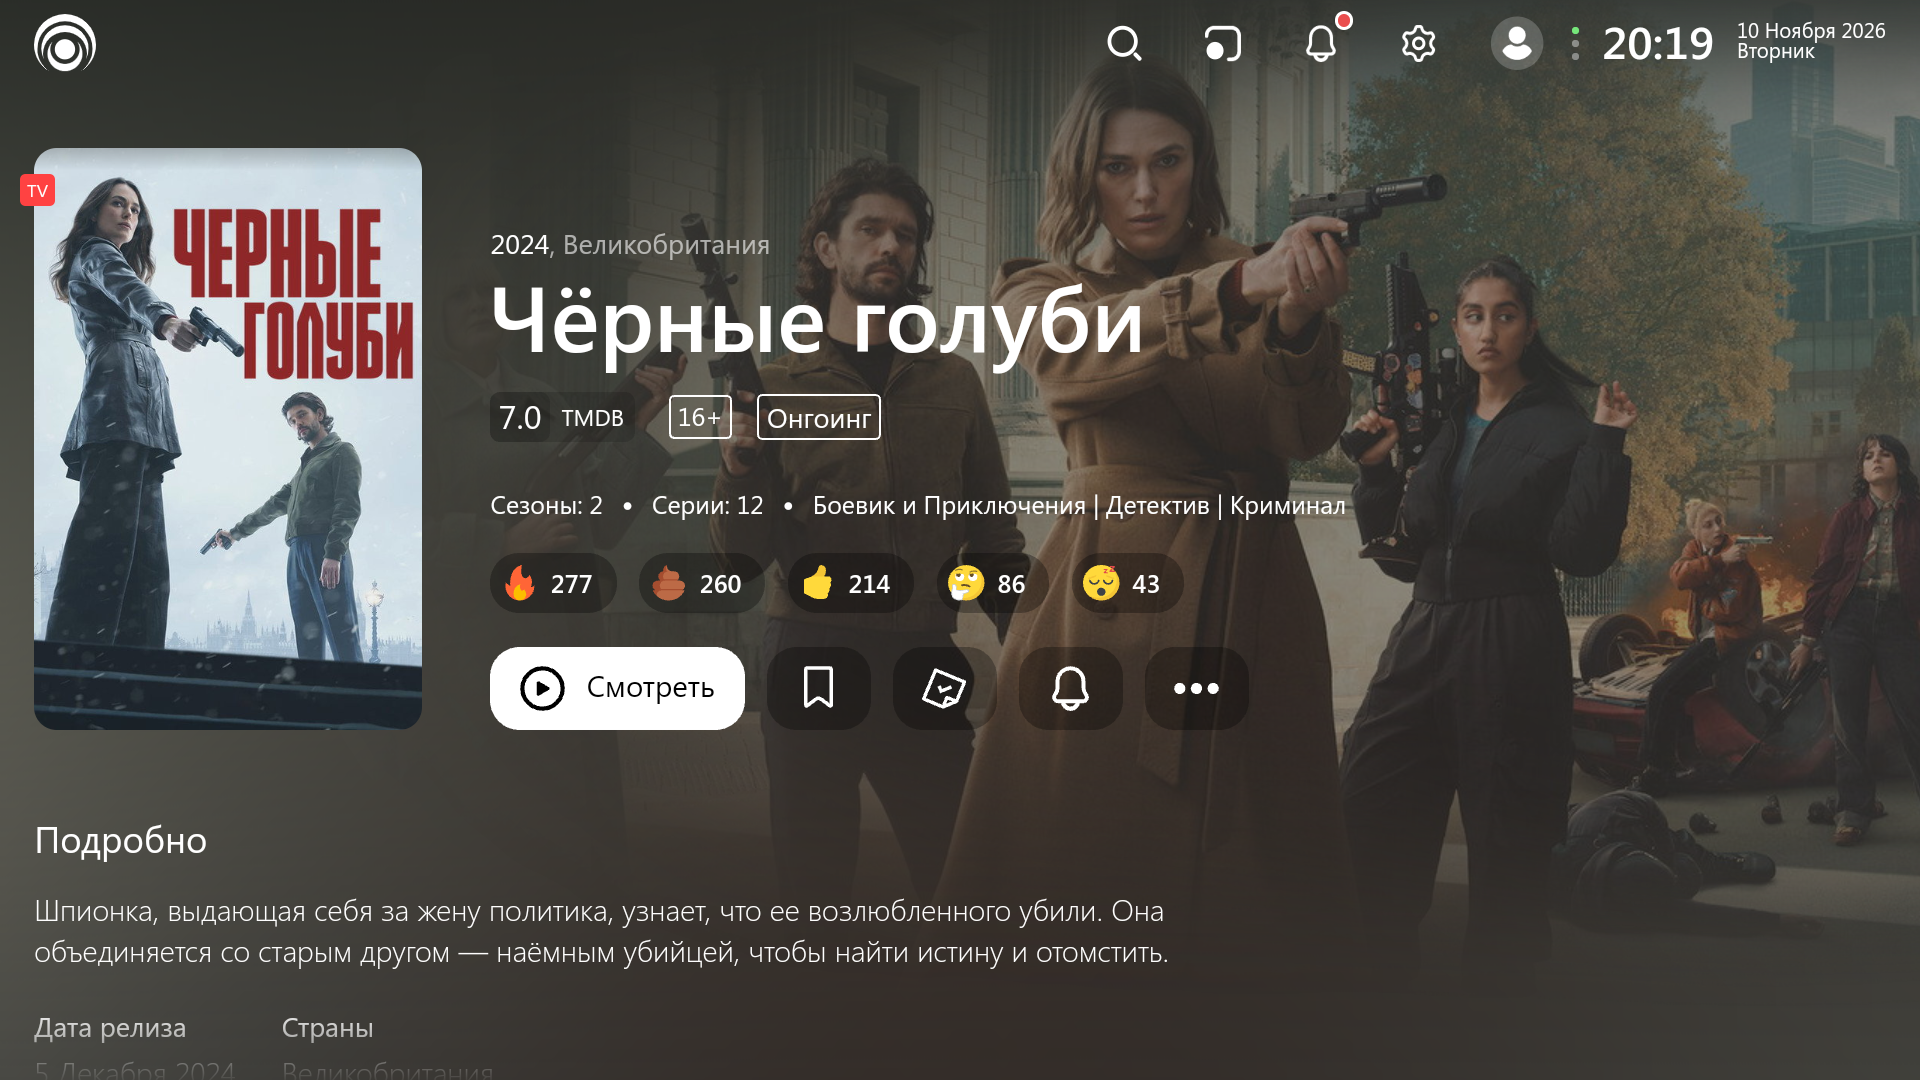 20:19
10 Ноября 2026
Вторник
TV
ЧЕРНЫЕ
ГОЛУБИ
2024, Великобритания
Чёрные голуби
7.0 TMDB 16+ Онгоинг
Сезоны: 2 • Серии: 12 • Боевик и Приключения | Детектив | Криминал
277 260 214 86 43
Смотреть
Подробно
Шпионка, выдающая себя за жену политика, узнает, что ее возлюбленного убили. Она
объединяется со старым другом — наёмным убийцей, чтобы найти истину и отомстить.
Дата релиза Страны
5 Декабря 2024 Великобритания